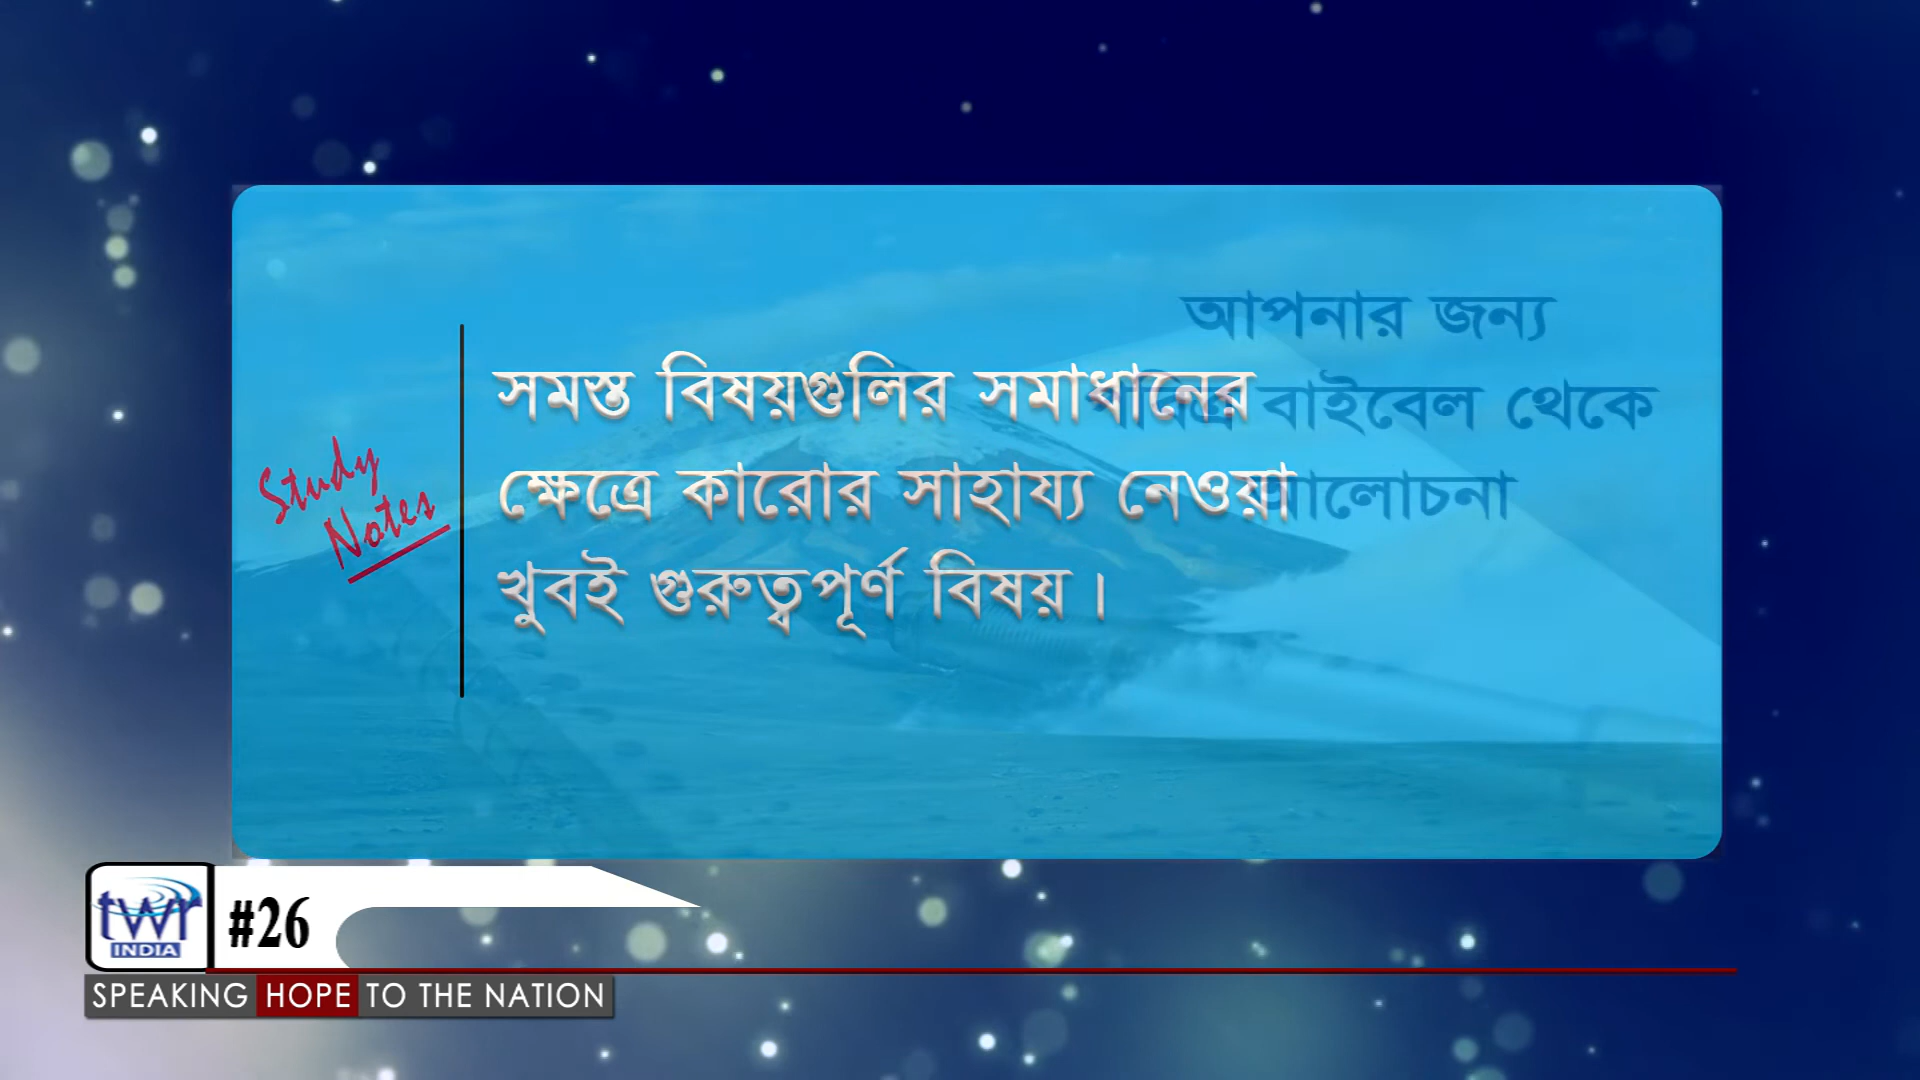 আপনার জন্য
বাইবেল থেকে
আলোচনা
Study
Notes
সমস্ত বিষয়গুলির সমাধানের
ক্ষেত্রে কারোর সাহায্য নেওয়া
খুবই গুরুত্বপূর্ণ বিষয়।
twr
INDIA
#26
SPEAKING HOPE TO THE NATION